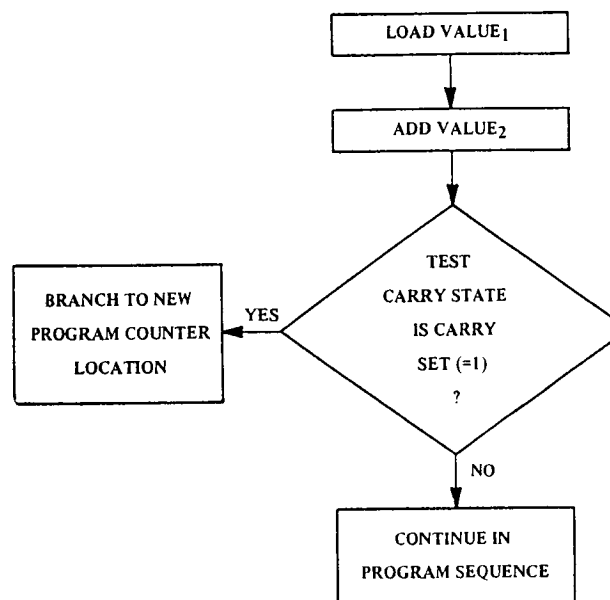 LOAD VALUE₁
ADD VALUE₂
TEST
CARRY STATE
IS CARRY
SET (=1)
?
YES
BRANCH TO NEW
PROGRAM COUNTER
LOCATION
NO
CONTINUE IN
PROGRAM SEQUENCE